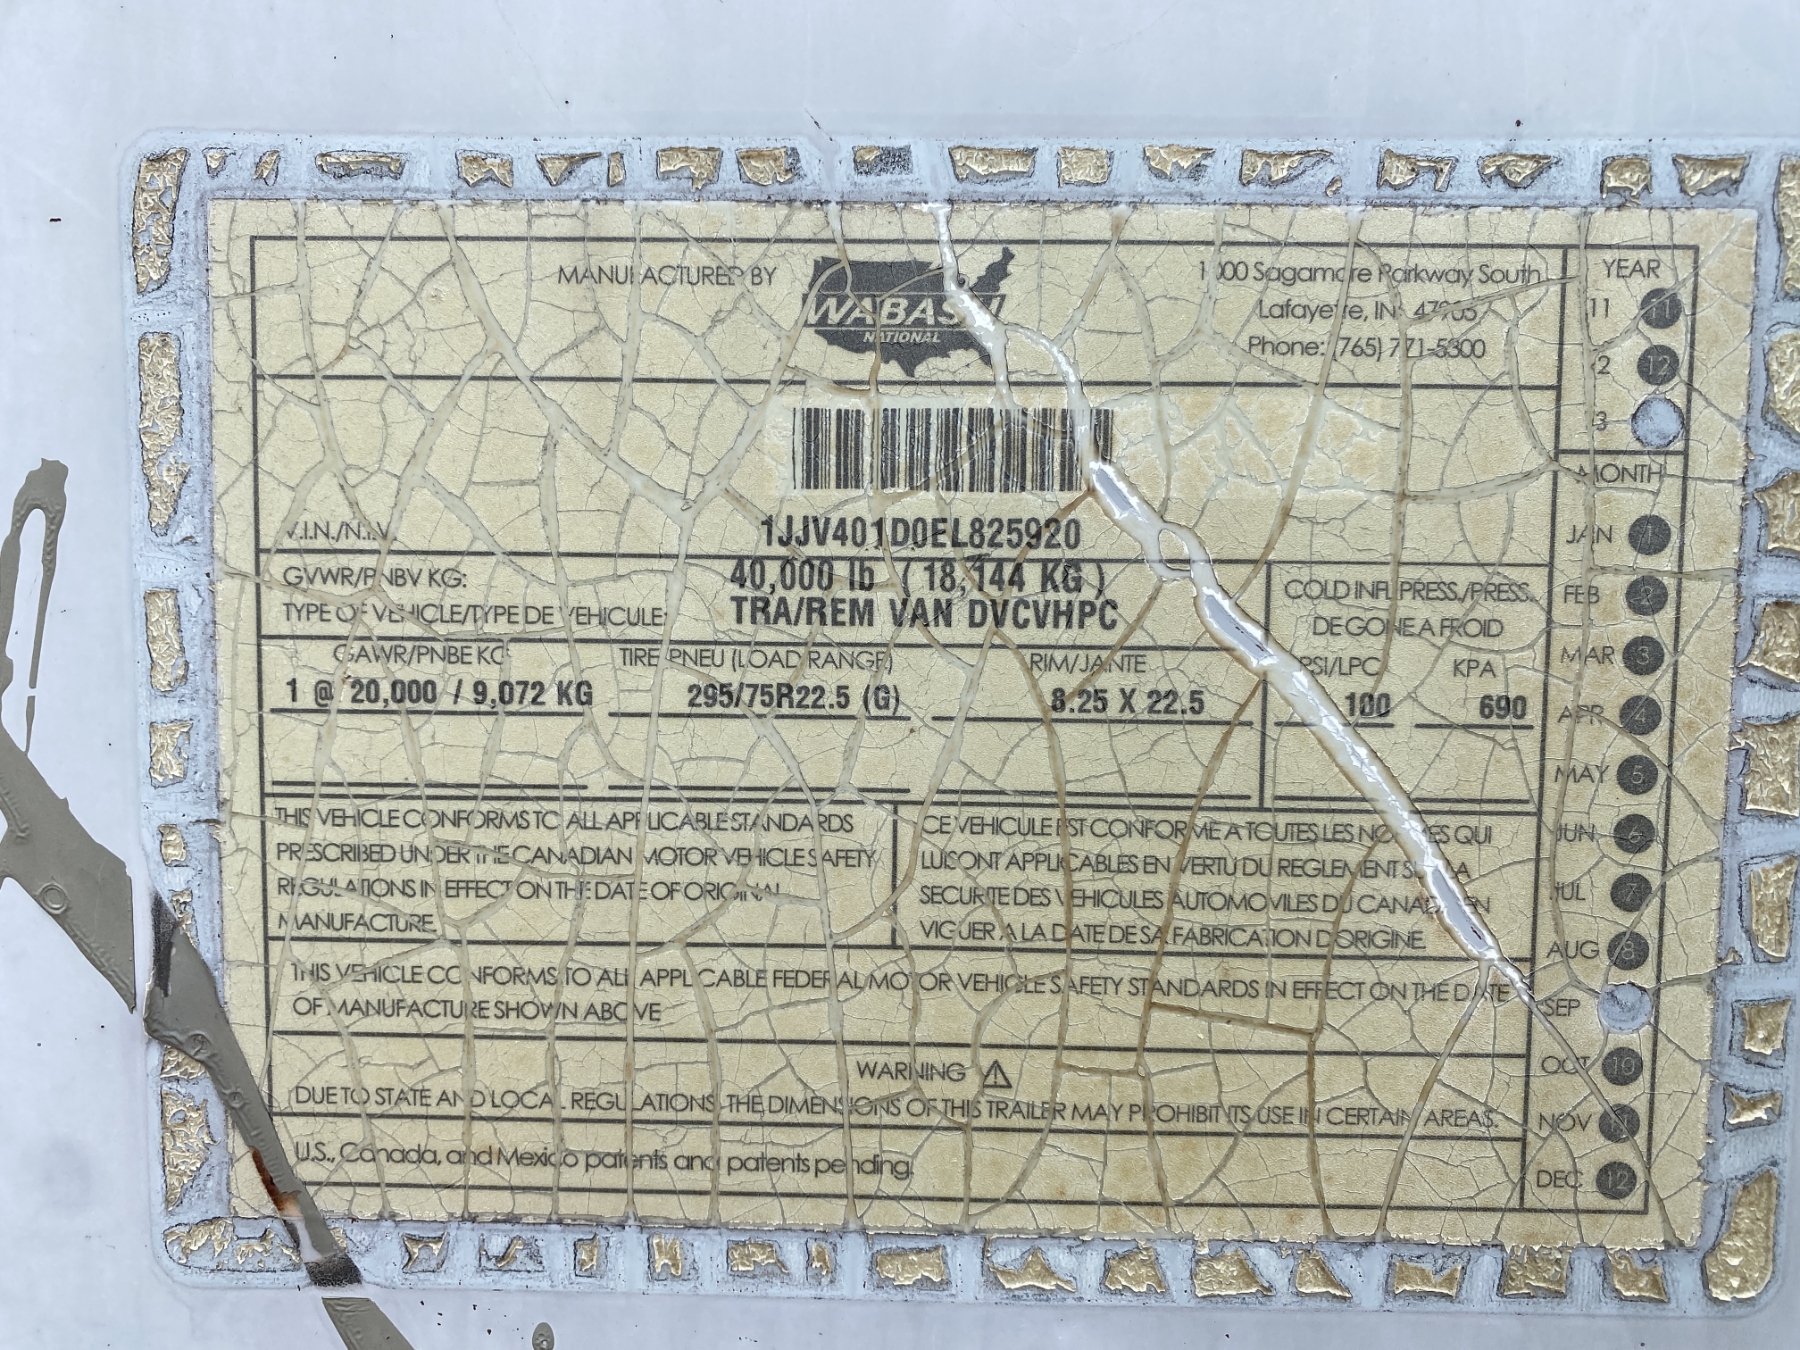 MANUFACTURED BY
WABASH
NATIONAL
1000 Sagamore Parkway South
Lafayette, IN 47905
Phone: (765) 771-5300
YEAR
11 11
12 12
13
MONTH
JAN 1
FEB 2
MAR 3
APR 4
MAY 5
JUN 6
JUL 7
AUG 8
SEP
OCT 10
NOV 11
DEC 12
V.I.N./N.I.V. 1JJV401D0EL825920
GVWR/PNBV KG: 40,000 lb ( 18,144 KG )
TYPE OF VEHICLE/TYPE DE VEHICULE: TRA/REM VAN DVCVHPC
COLD INFL PRESS./PRESS.
DE GONE A FROID
GAWR/PNBE KG TIRE/PNEU (LOAD RANGE) RIM/JANTE PSI/LPC KPA
1 @ 20,000 / 9,072 KG 295/75R22.5 (G) 8.25 X 22.5 100 690
THIS VEHICLE CONFORMS TO ALL APPLICABLE STANDARDS
PRESCRIBED UNDER THE CANADIAN MOTOR VEHICLE SAFETY
REGULATIONS IN EFFECT ON THE DATE OF ORIGINAL
MANUFACTURE.
CE VEHICULE EST CONFORME A TOUTES LES NORMES QUI
LUI SONT APPLICABLES EN VERTU DU REGLEMENT SUR LA
SECURITE DES VEHICULES AUTOMOVILES DU CANADA EN
VIGUER A LA DATE DE SA FABRICATION D'ORIGINE.
THIS VEHICLE CONFORMS TO ALL APPLICABLE FEDERAL MOTOR VEHICLE SAFETY STANDARDS IN EFFECT ON THE DATE
OF MANUFACTURE SHOWN ABOVE
WARNING
DUE TO STATE AND LOCAL REGULATIONS THE DIMENSIONS OF THIS TRAILER MAY PROHIBIT ITS USE IN CERTAIN AREAS.
U.S., Canada, and Mexico patents and patents pending.